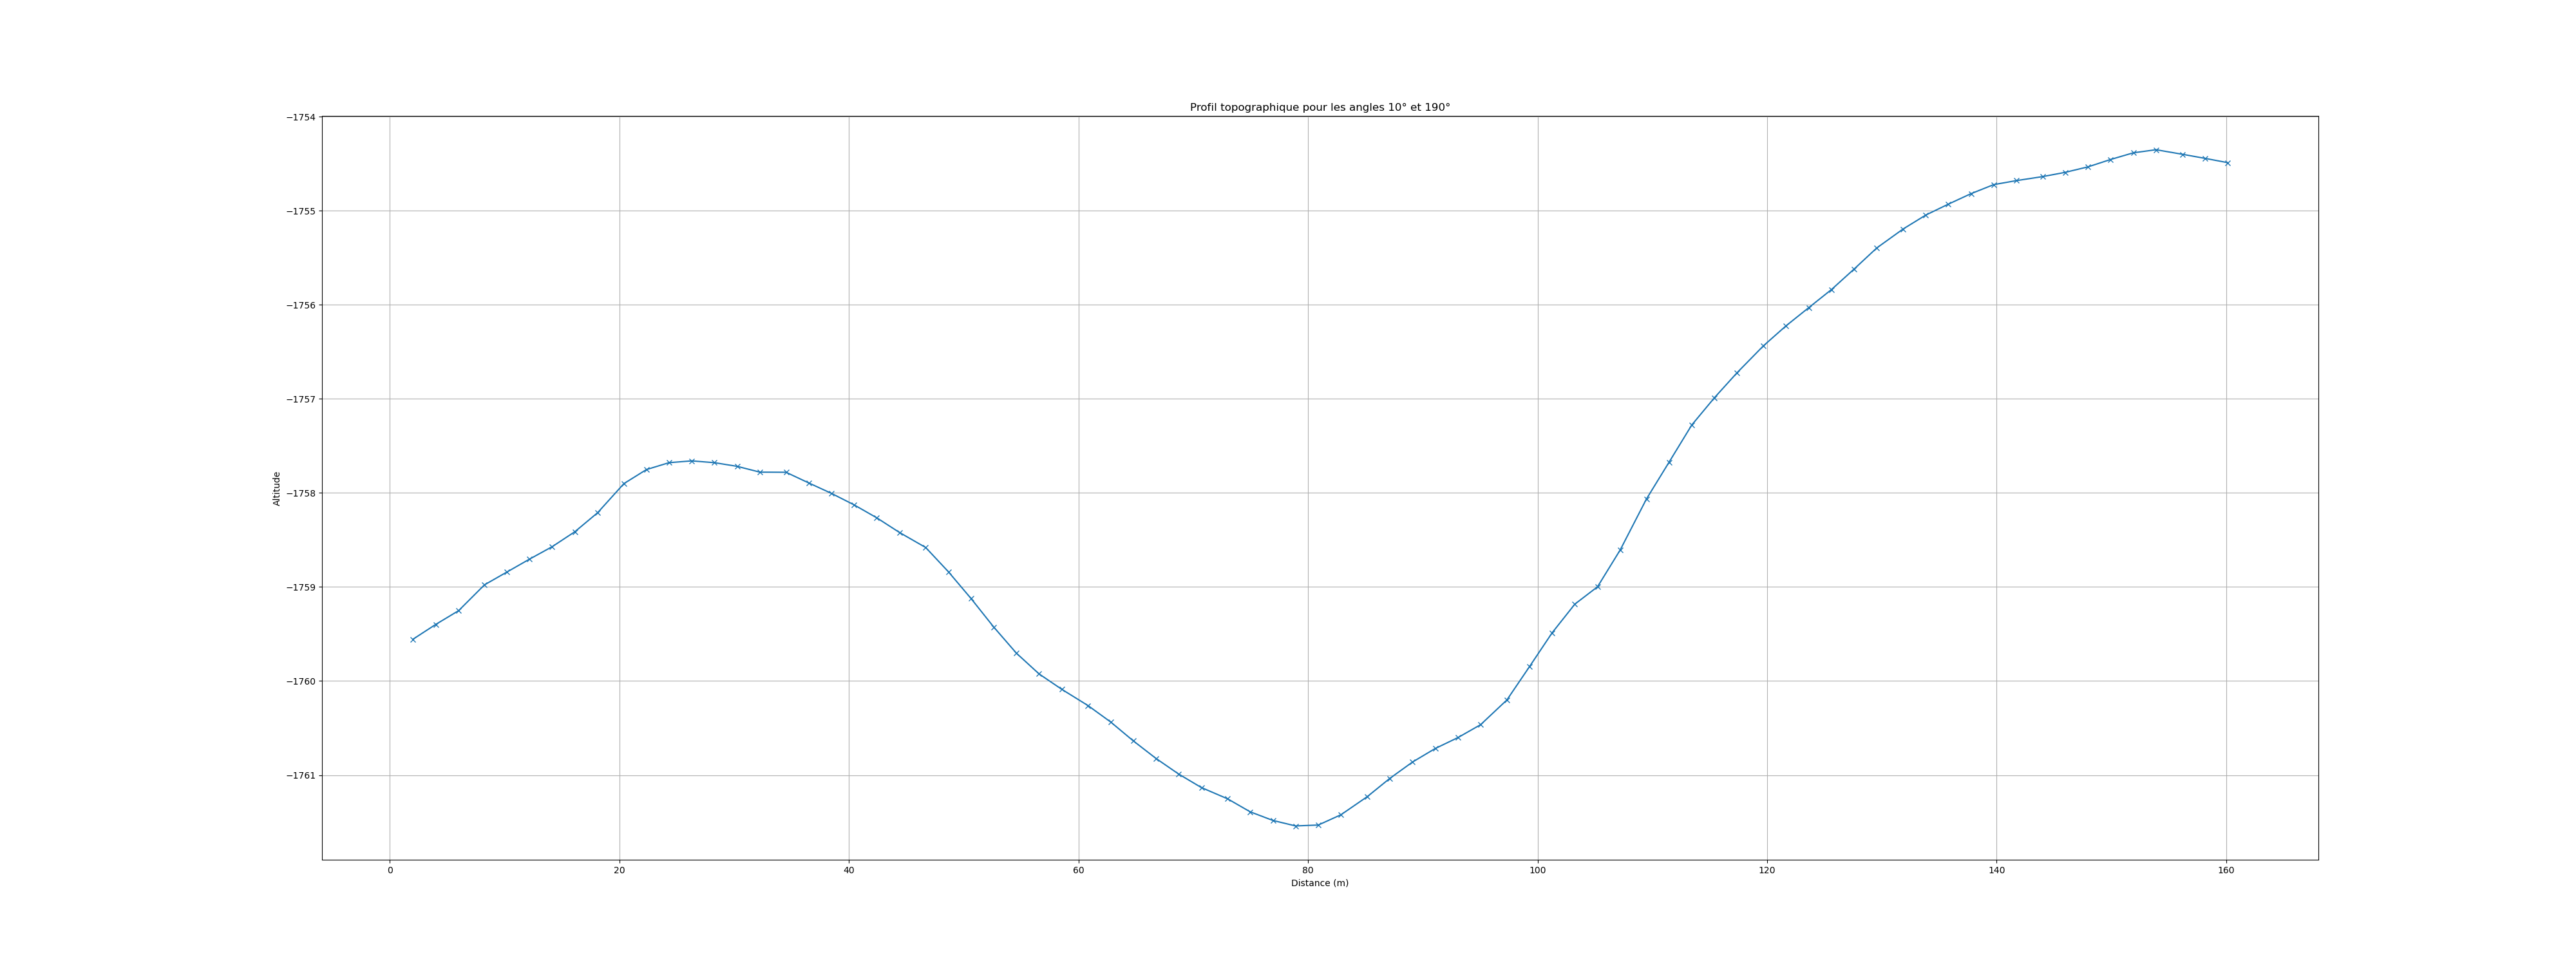 Profil topographique pour les angles 10° et 190°
−1754
−1755
−1756
−1757
−1758
−1759
−1760
−1761
Altitude
0 20 40 60 80 100 120 140 160
Distance (m)